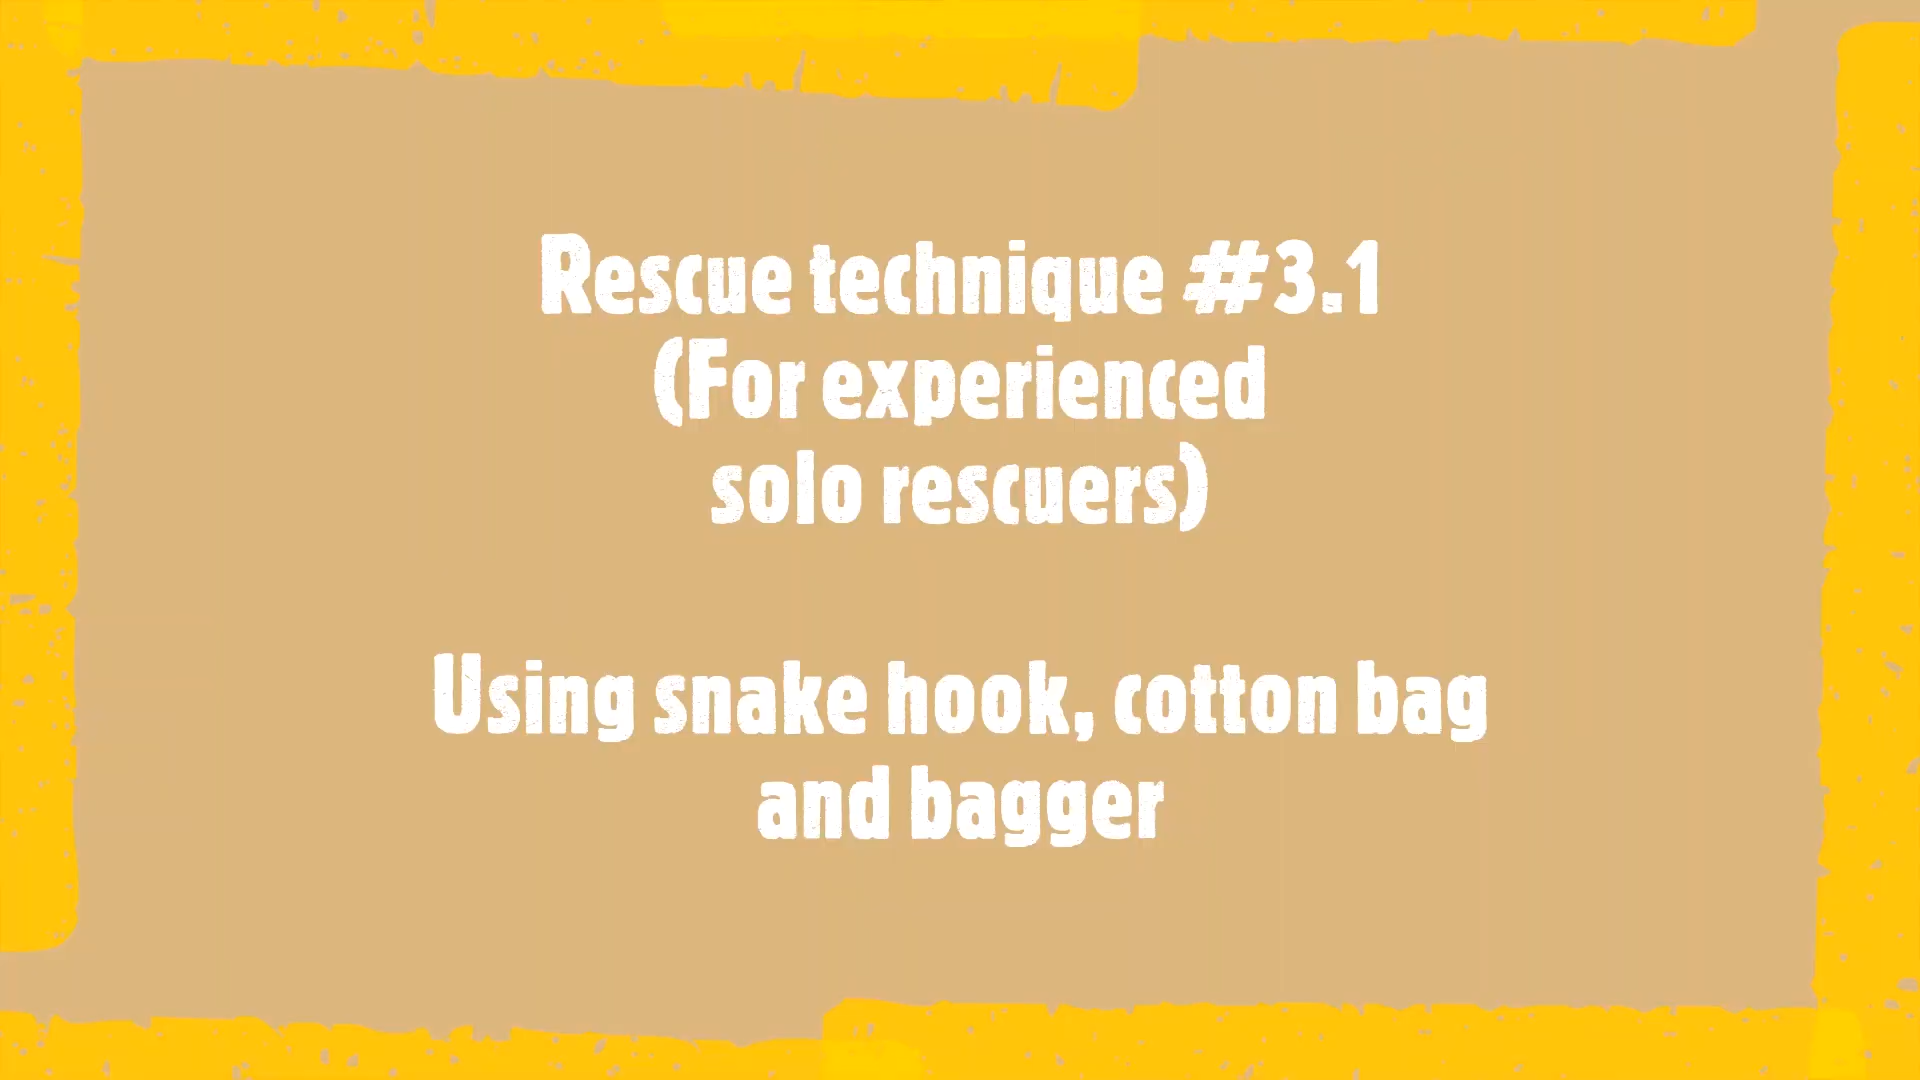 Rescue technique #3.1
(For experienced
solo rescuers)
Using snake hook, cotton bag
and bagger